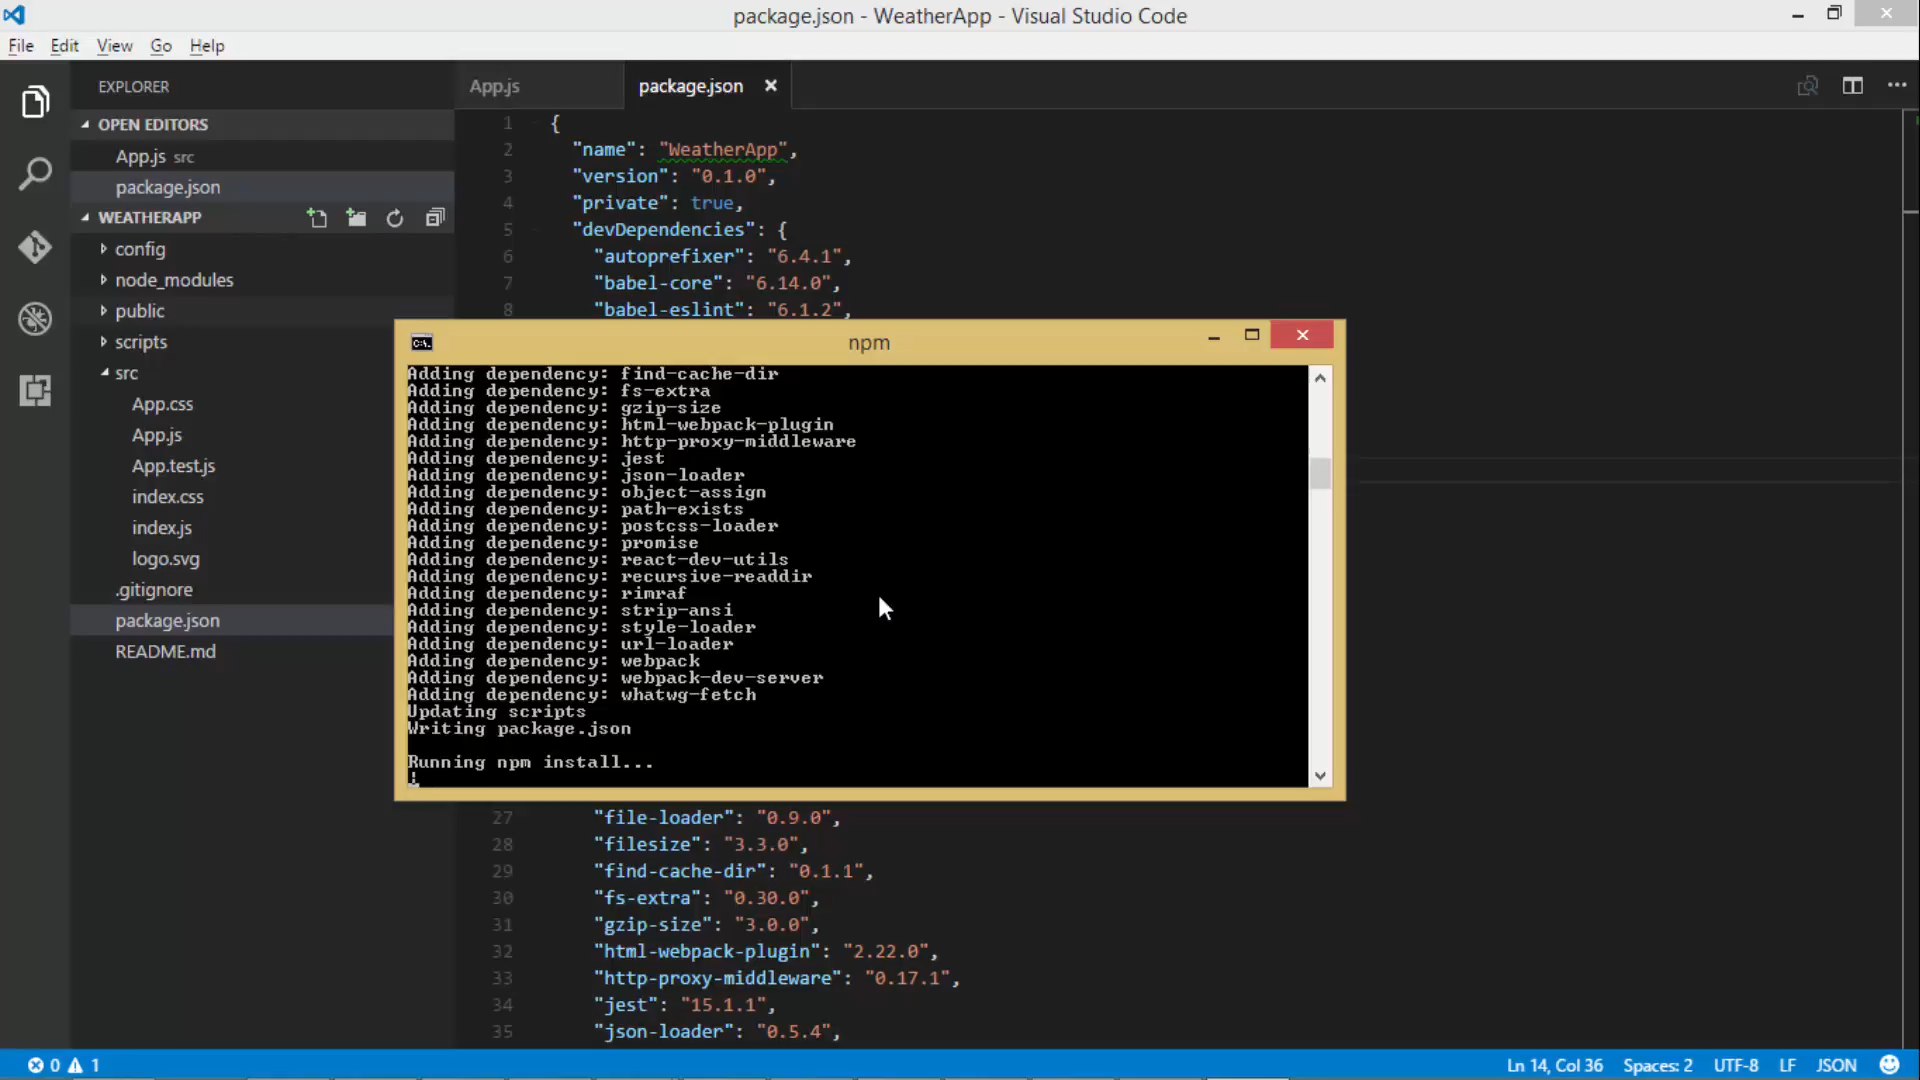 package.json - WeatherApp - Visual Studio Code
File Edit View Go Help
EXPLORER
OPEN EDITORS
App.js src
package.json
WEATHERAPP
config
node_modules
public
scripts
src
App.css
App.js
App.test.js
index.css
index.js
logo.svg
.gitignore
package.json
README.md
App.js package.json
1 {
2 "name": "WeatherApp",
3 "version": "0.1.0",
4 "private": true,
5 "devDependencies": {
6 "autoprefixer": "6.4.1",
7 "babel-core": "6.14.0",
8 "babel-eslint": "6.1.2",
C:\.
npm
Adding dependency: find-cache-dir
Adding dependency: fs-extra
Adding dependency: gzip-size
Adding dependency: html-webpack-plugin
Adding dependency: http-proxy-middleware
Adding dependency: jest
Adding dependency: json-loader
Adding dependency: object-assign
Adding dependency: path-exists
Adding dependency: postcss-loader
Adding dependency: promise
Adding dependency: react-dev-utils
Adding dependency: recursive-readdir
Adding dependency: rimraf
Adding dependency: strip-ansi
Adding dependency: style-loader
Adding dependency: url-loader
Adding dependency: webpack
Adding dependency: webpack-dev-server
Adding dependency: whatwg-fetch
Updating scripts
Writing package.json
Running npm install...
27 "file-loader": "0.9.0",
28 "filesize": "3.3.0",
29 "find-cache-dir": "0.1.1",
30 "fs-extra": "0.30.0",
31 "gzip-size": "3.0.0",
32 "html-webpack-plugin": "2.22.0",
33 "http-proxy-middleware": "0.17.1",
34 "jest": "15.1.1",
35 "json-loader": "0.5.4",
0 1 Ln 14, Col 36 Spaces: 2 UTF-8 LF JSON